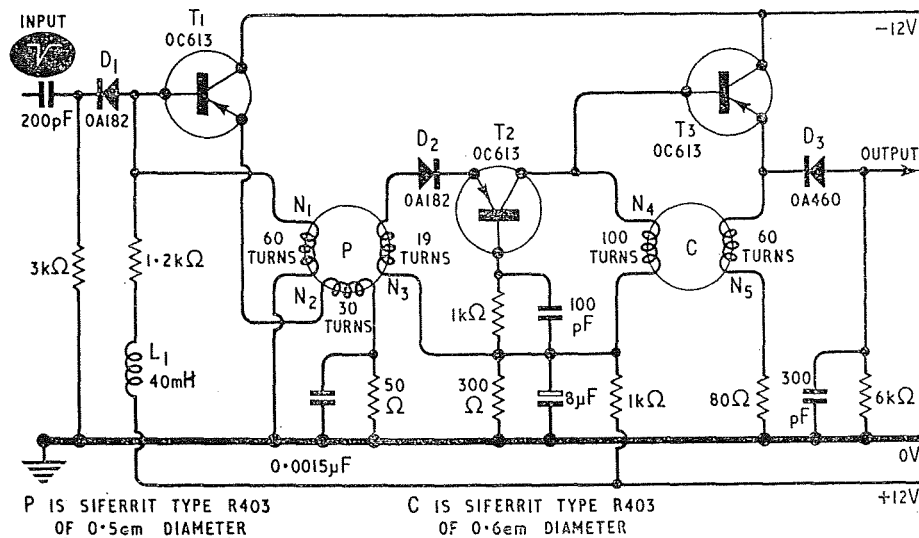 INPUT
200pF
D1
OA182
T1
OC613
-12V
3kΩ
1·2kΩ
L1
40mH
N1
60
TURNS
N2
30
TURNS
P
19
TURNS
N3
D2
OA182
T2
OC613
50
Ω
0·0015µF
1kΩ
300
Ω
100
pF
8µF
N4
100
TURNS
C
60
TURNS
N5
1kΩ
80Ω
T3
OC613
D3
OA460
OUTPUT
300
pF
6kΩ
0V
+12V
P IS SIFERRIT TYPE R403
OF 0·5cm DIAMETER
C IS SIFERRIT TYPE R403
OF 0·6cm DIAMETER